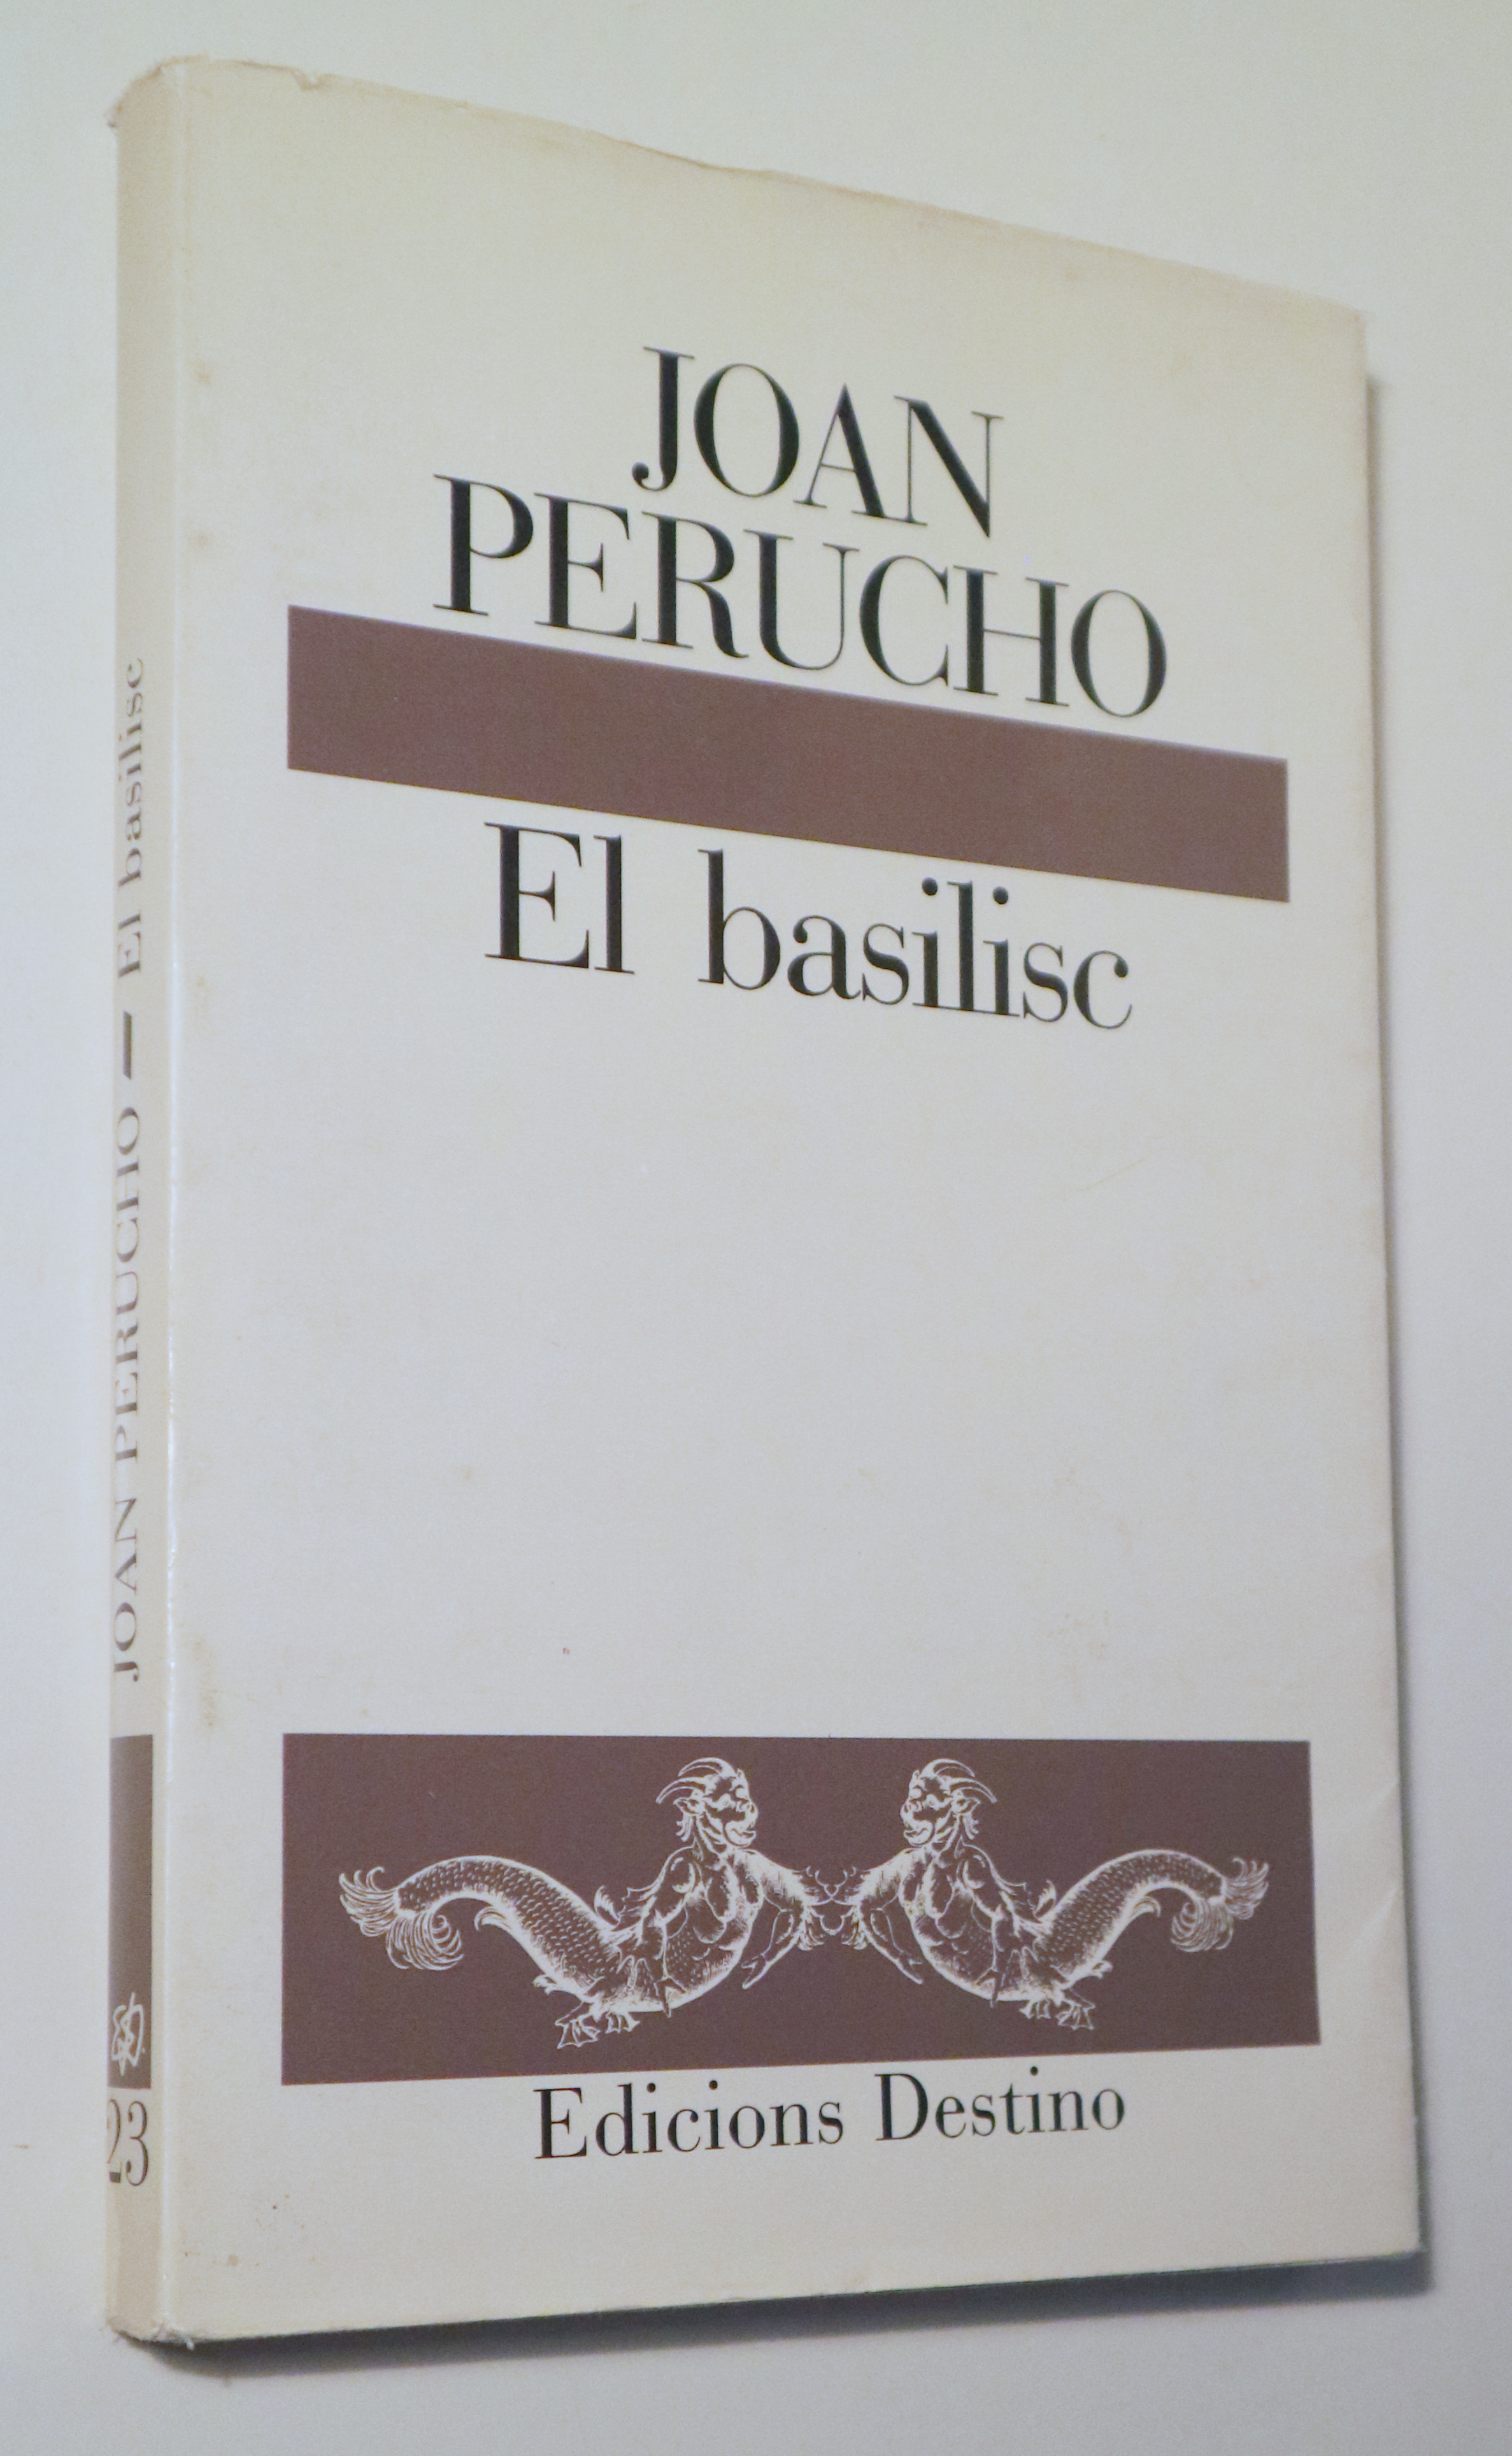 JOAN
PERUCHO
El basilisc
Edicions Destino
JOAN PERUCHO — El basilisc
23